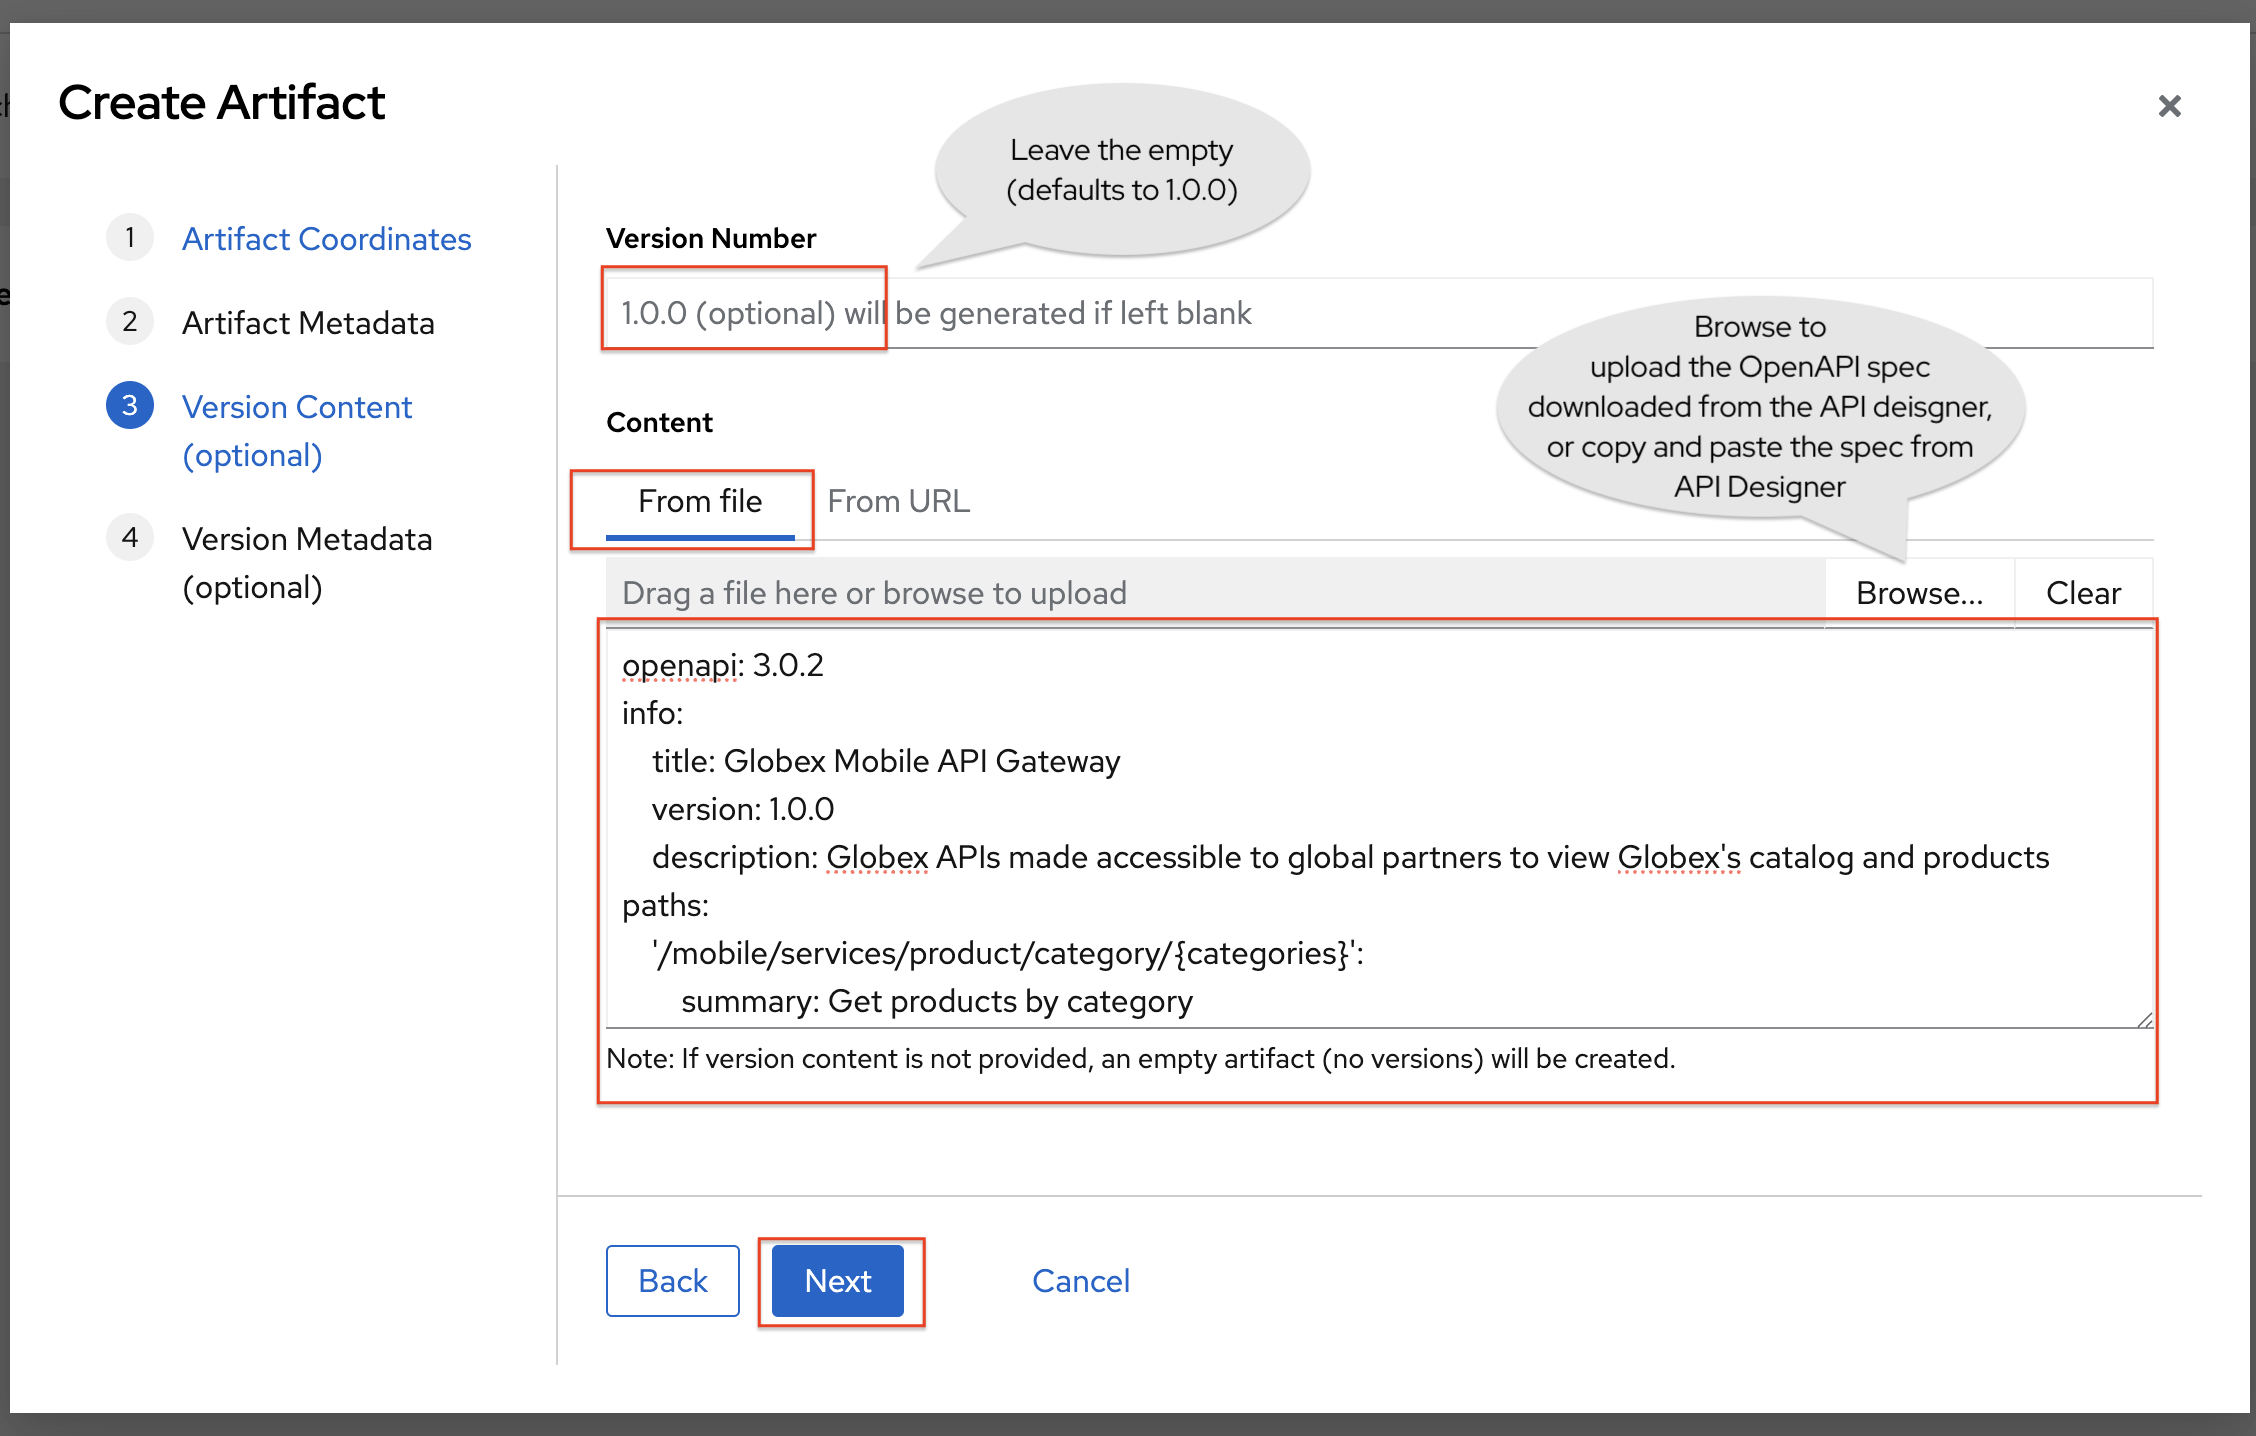 Create Artifact
1 Artifact Coordinates
2 Artifact Metadata
3 Version Content
(optional)
4 Version Metadata
(optional)
Leave the empty
(defaults to 1.0.0)
Version Number
1.0.0 (optional) will be generated if left blank
Browse to
upload the OpenAPI spec
downloaded from the API deisgner,
or copy and paste the spec from
API Designer
Content
From file From URL
Drag a file here or browse to upload Browse... Clear
openapi: 3.0.2
info:
title: Globex Mobile API Gateway
version: 1.0.0
description: Globex APIs made accessible to global partners to view Globex's catalog and products
paths:
'/mobile/services/product/category/{categories}':
summary: Get products by category
Note: If version content is not provided, an empty artifact (no versions) will be created.
Back Next Cancel